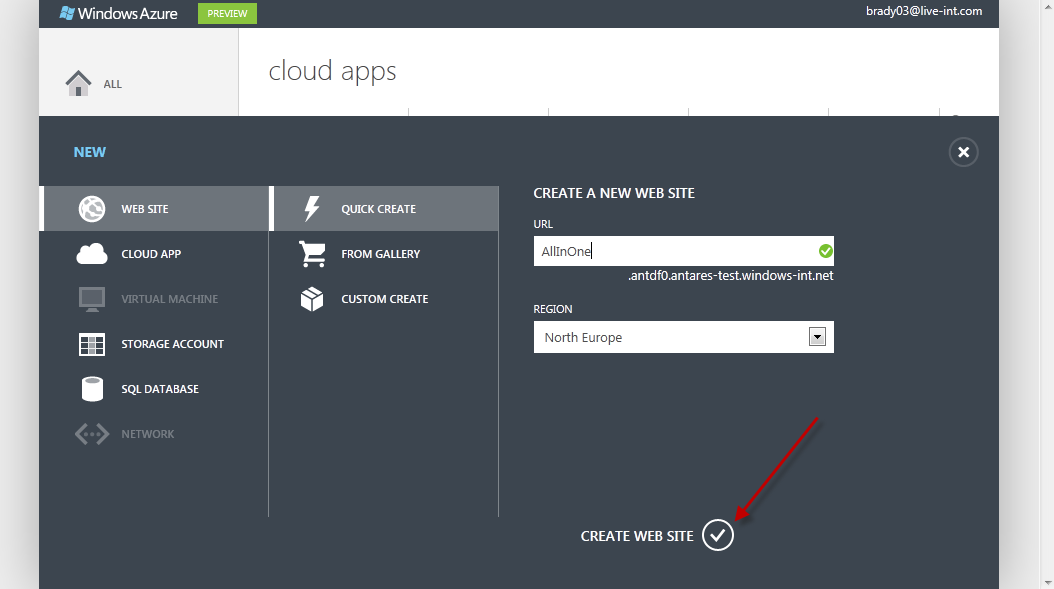 Windows Azure PREVIEW brady03@live-int.com
ALL
cloud apps
NEW
WEB SITE
CLOUD APP
VIRTUAL MACHINE
STORAGE ACCOUNT
SQL DATABASE
NETWORK
QUICK CREATE
FROM GALLERY
CUSTOM CREATE
CREATE A NEW WEB SITE
URL
AllInOne
.antdf0.antares-test.windows-int.net
REGION
North Europe
CREATE WEB SITE